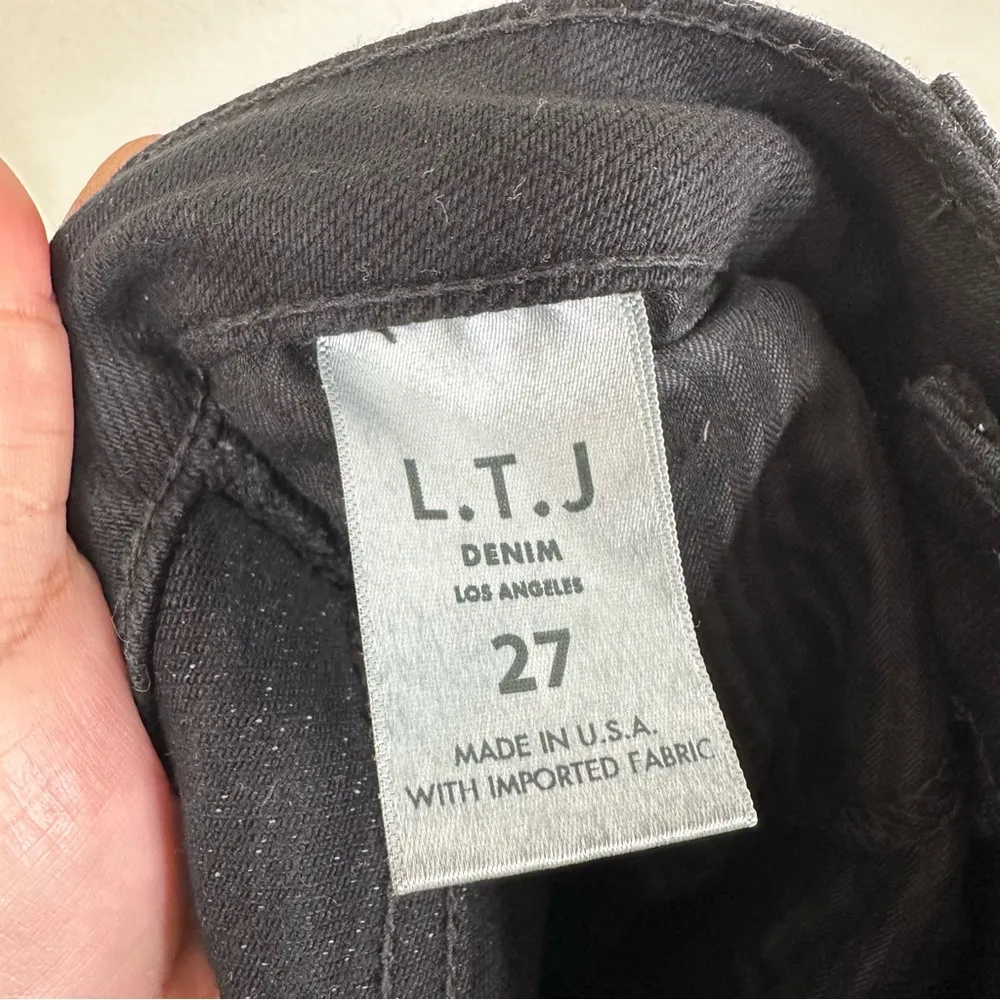 L.T.J
DENIM
LOS ANGELES
27
MADE IN U.S.A.
WITH IMPORTED FABRIC